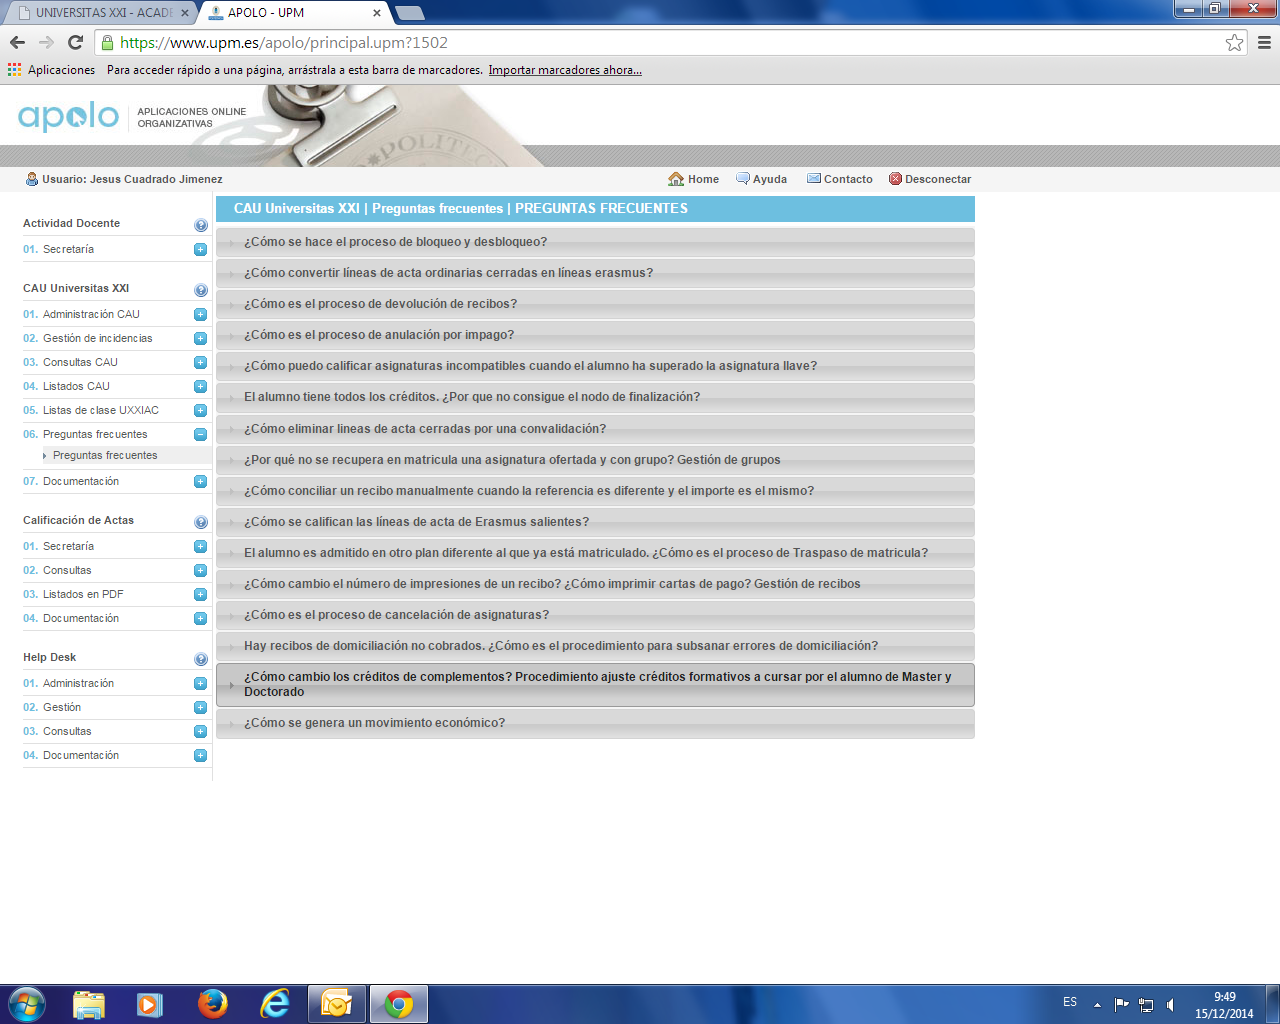 UNIVERSITAS XXI - ACADE
APOLO - UPM
https://www.upm.es/apolo/principal.upm?1502
Aplicaciones
Para acceder rápido a una página, arrástrala a esta barra de marcadores. Importar marcadores ahora...
apolo
APLICACIONES ONLINE
ORGANIZATIVAS
POLITEC
Usuario: Jesus Cuadrado Jimenez
Home
Ayuda
Contacto
Desconectar
Actividad Docente
01. Secretaría
CAU Universitas XXI
01. Administración CAU
02. Gestión de incidencias
03. Consultas CAU
04. Listados CAU
05. Listas de clase UXXIAC
06. Preguntas frecuentes
Preguntas frecuentes
07. Documentación
Calificación de Actas
01. Secretaría
02. Consultas
03. Listados en PDF
04. Documentación
Help Desk
01. Administración
02. Gestión
03. Consultas
04. Documentación
CAU Universitas XXI | Preguntas frecuentes | PREGUNTAS FRECUENTES
¿Cómo se hace el proceso de bloqueo y desbloqueo?
¿Cómo convertir líneas de acta ordinarias cerradas en líneas erasmus?
¿Cómo es el proceso de devolución de recibos?
¿Cómo es el proceso de anulación por impago?
¿Cómo puedo calificar asignaturas incompatibles cuando el alumno ha superado la asignatura llave?
El alumno tiene todos los créditos. ¿Por que no consigue el nodo de finalización?
¿Cómo eliminar lineas de acta cerradas por una convalidación?
¿Por qué no se recupera en matricula una asignatura ofertada y con grupo? Gestión de grupos
¿Cómo conciliar un recibo manualmente cuando la referencia es diferente y el importe es el mismo?
¿Cómo se califican las líneas de acta de Erasmus salientes?
El alumno es admitido en otro plan diferente al que ya está matriculado. ¿Cómo es el proceso de Traspaso de matricula?
¿Cómo cambio el número de impresiones de un recibo? ¿Cómo imprimir cartas de pago? Gestión de recibos
¿Cómo es el proceso de cancelación de asignaturas?
Hay recibos de domiciliación no cobrados. ¿Cómo es el procedimiento para subsanar errores de domiciliación?
¿Cómo cambio los créditos de complementos? Procedimiento ajuste créditos formativos a cursar por el alumno de Master y
Doctorado
¿Cómo se genera un movimiento económico?
ES
9:49
15/12/2014